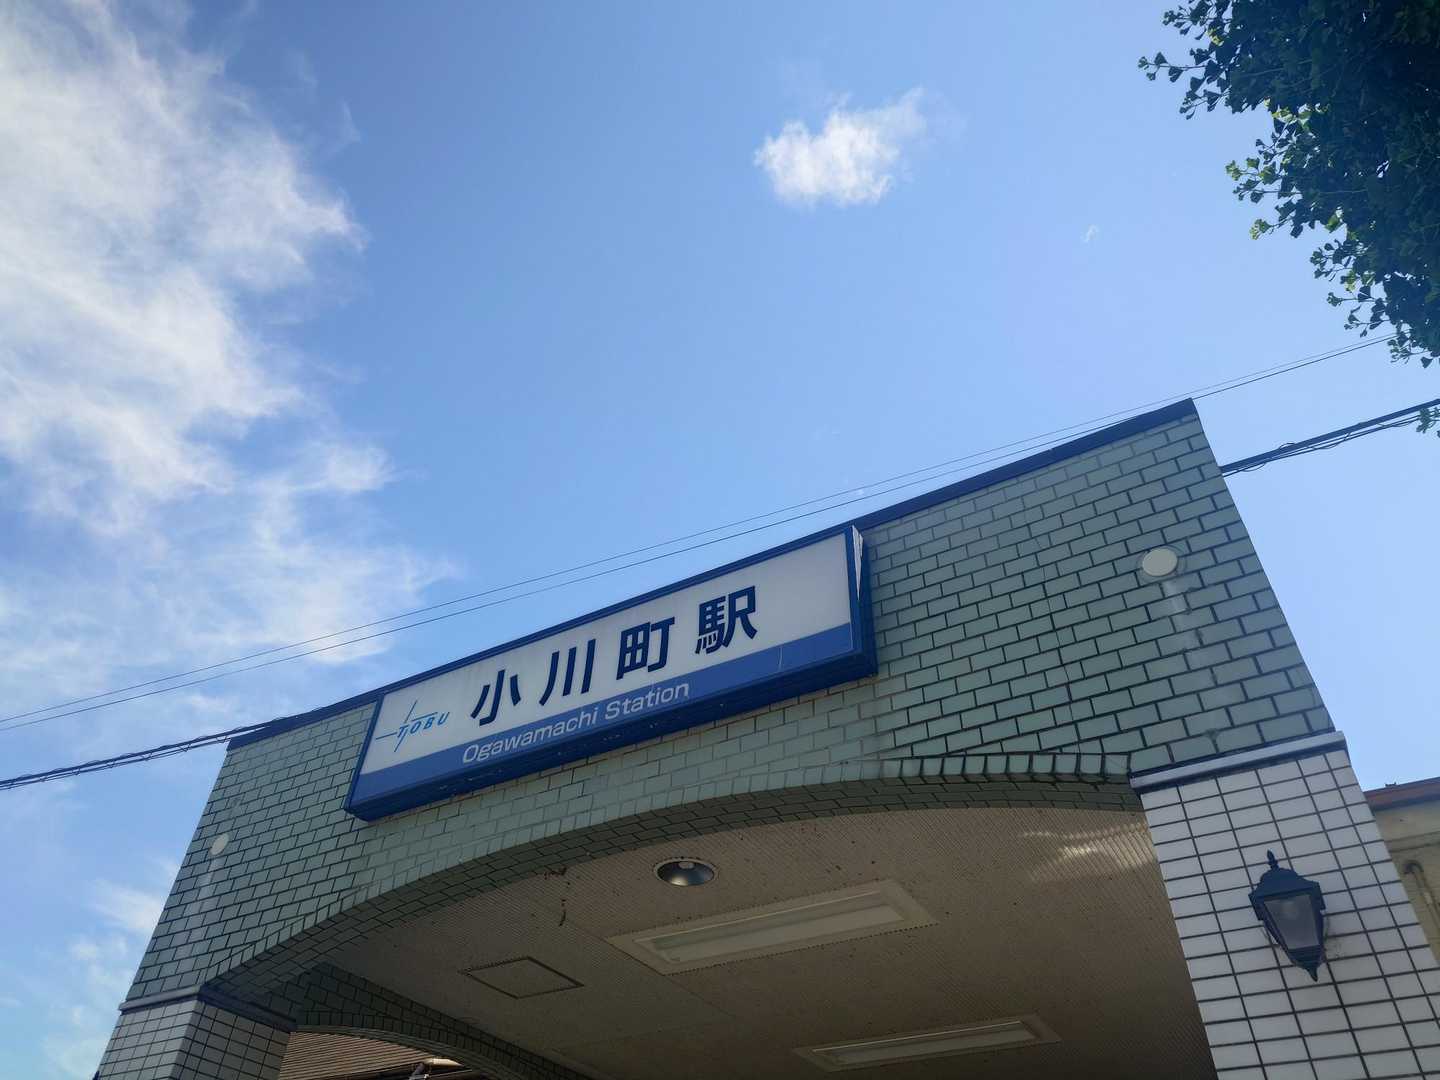 TOBU
小川町駅
Ogawamachi Station